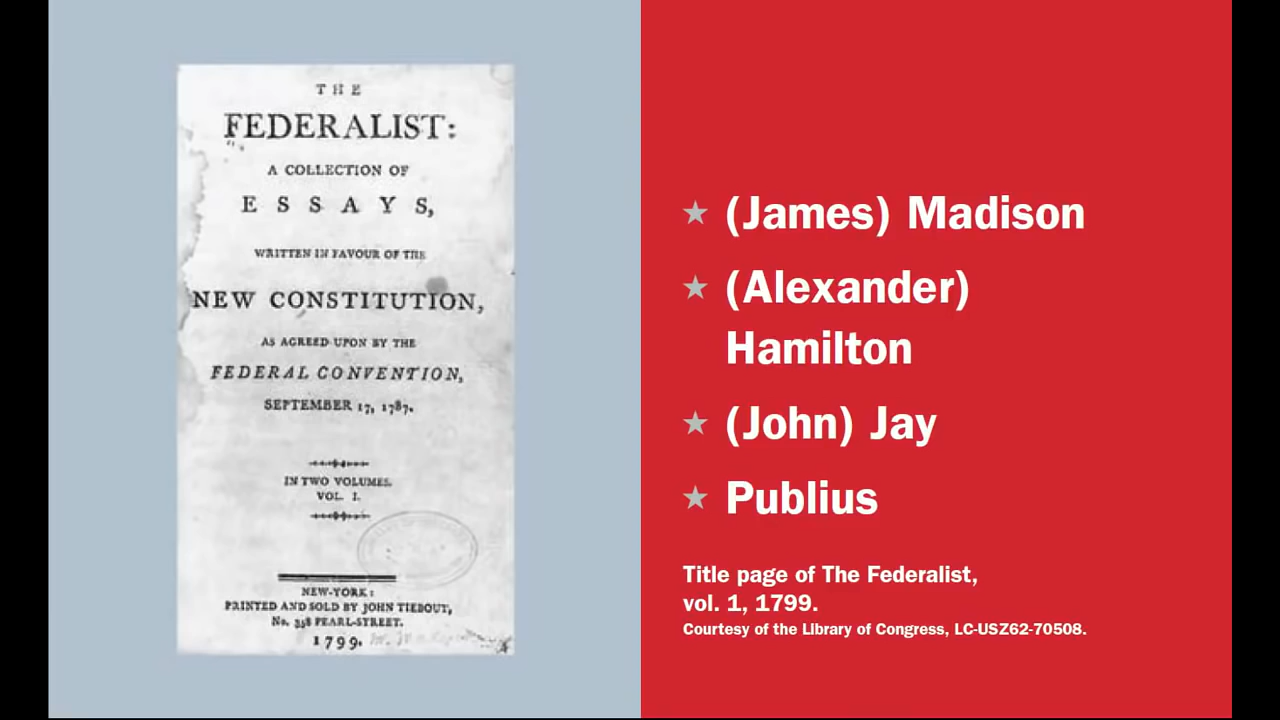 THE
FEDERALIST:
A COLLECTION OF
ESSAYS,
WRITTEN IN FAVOUR OF THE
NEW CONSTITUTION,
AS AGREED UPON BY THE
FEDERAL CONVENTION,
SEPTEMBER 17, 1787.
IN TWO VOLUMES.
VOL. I.
NEW-YORK:
PRINTED AND SOLD BY JOHN TIEBOUT,
No. 358 PEARL-STREET.
1799.
(James) Madison
(Alexander)
Hamilton
(John) Jay
Publius
Title page of The Federalist,
vol. 1, 1799.
Courtesy of the Library of Congress, LC-USZ62-70508.